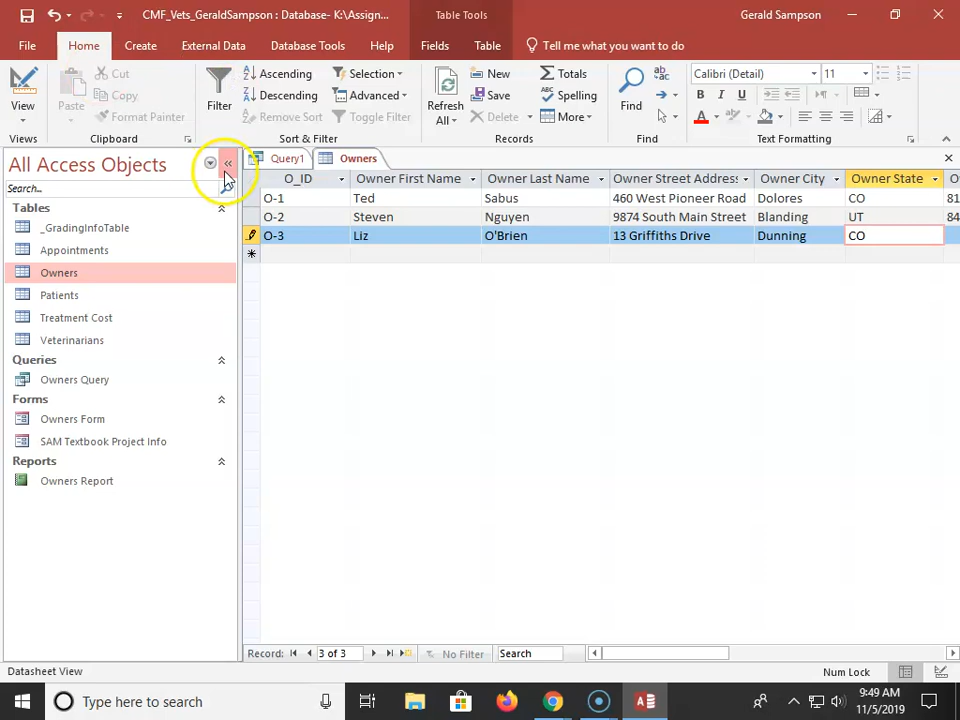 CMF_Vets_GeraldSampson : Database- K:\Assign...
Table Tools
Gerald Sampson
File
Home
Create
External Data
Database Tools
Help
Fields
Table
Tell me what you want to do
View
Paste
Cut
Copy
Format Painter
Filter
Ascending
Descending
Remove Sort
Selection
Advanced
Toggle Filter
Refresh
All
New
Save
Delete
Totals
Spelling
More
Find
Calibri (Detail)
11
B I U
A
Views
Clipboard
Sort & Filter
Records
Find
Text Formatting
All Access Objects
Search...
Tables
_GradingInfoTable
Appointments
Owners
Patients
Treatment Cost
Veterinarians
Queries
Owners Query
Forms
Owners Form
SAM Textbook Project Info
Reports
Owners Report
Query1
Owners
O_ID Owner First Name Owner Last Name Owner Street Address Owner City Owner State
O-1 Ted Sabus 460 West Pioneer Road Dolores CO 81
O-2 Steven Nguyen 9874 South Main Street Blanding UT 84
O-3 Liz O'Brien 13 Griffiths Drive Dunning CO
Record: 3 of 3 No Filter Search
Datasheet View
Num Lock
Type here to search
9:49 AM
11/5/2019